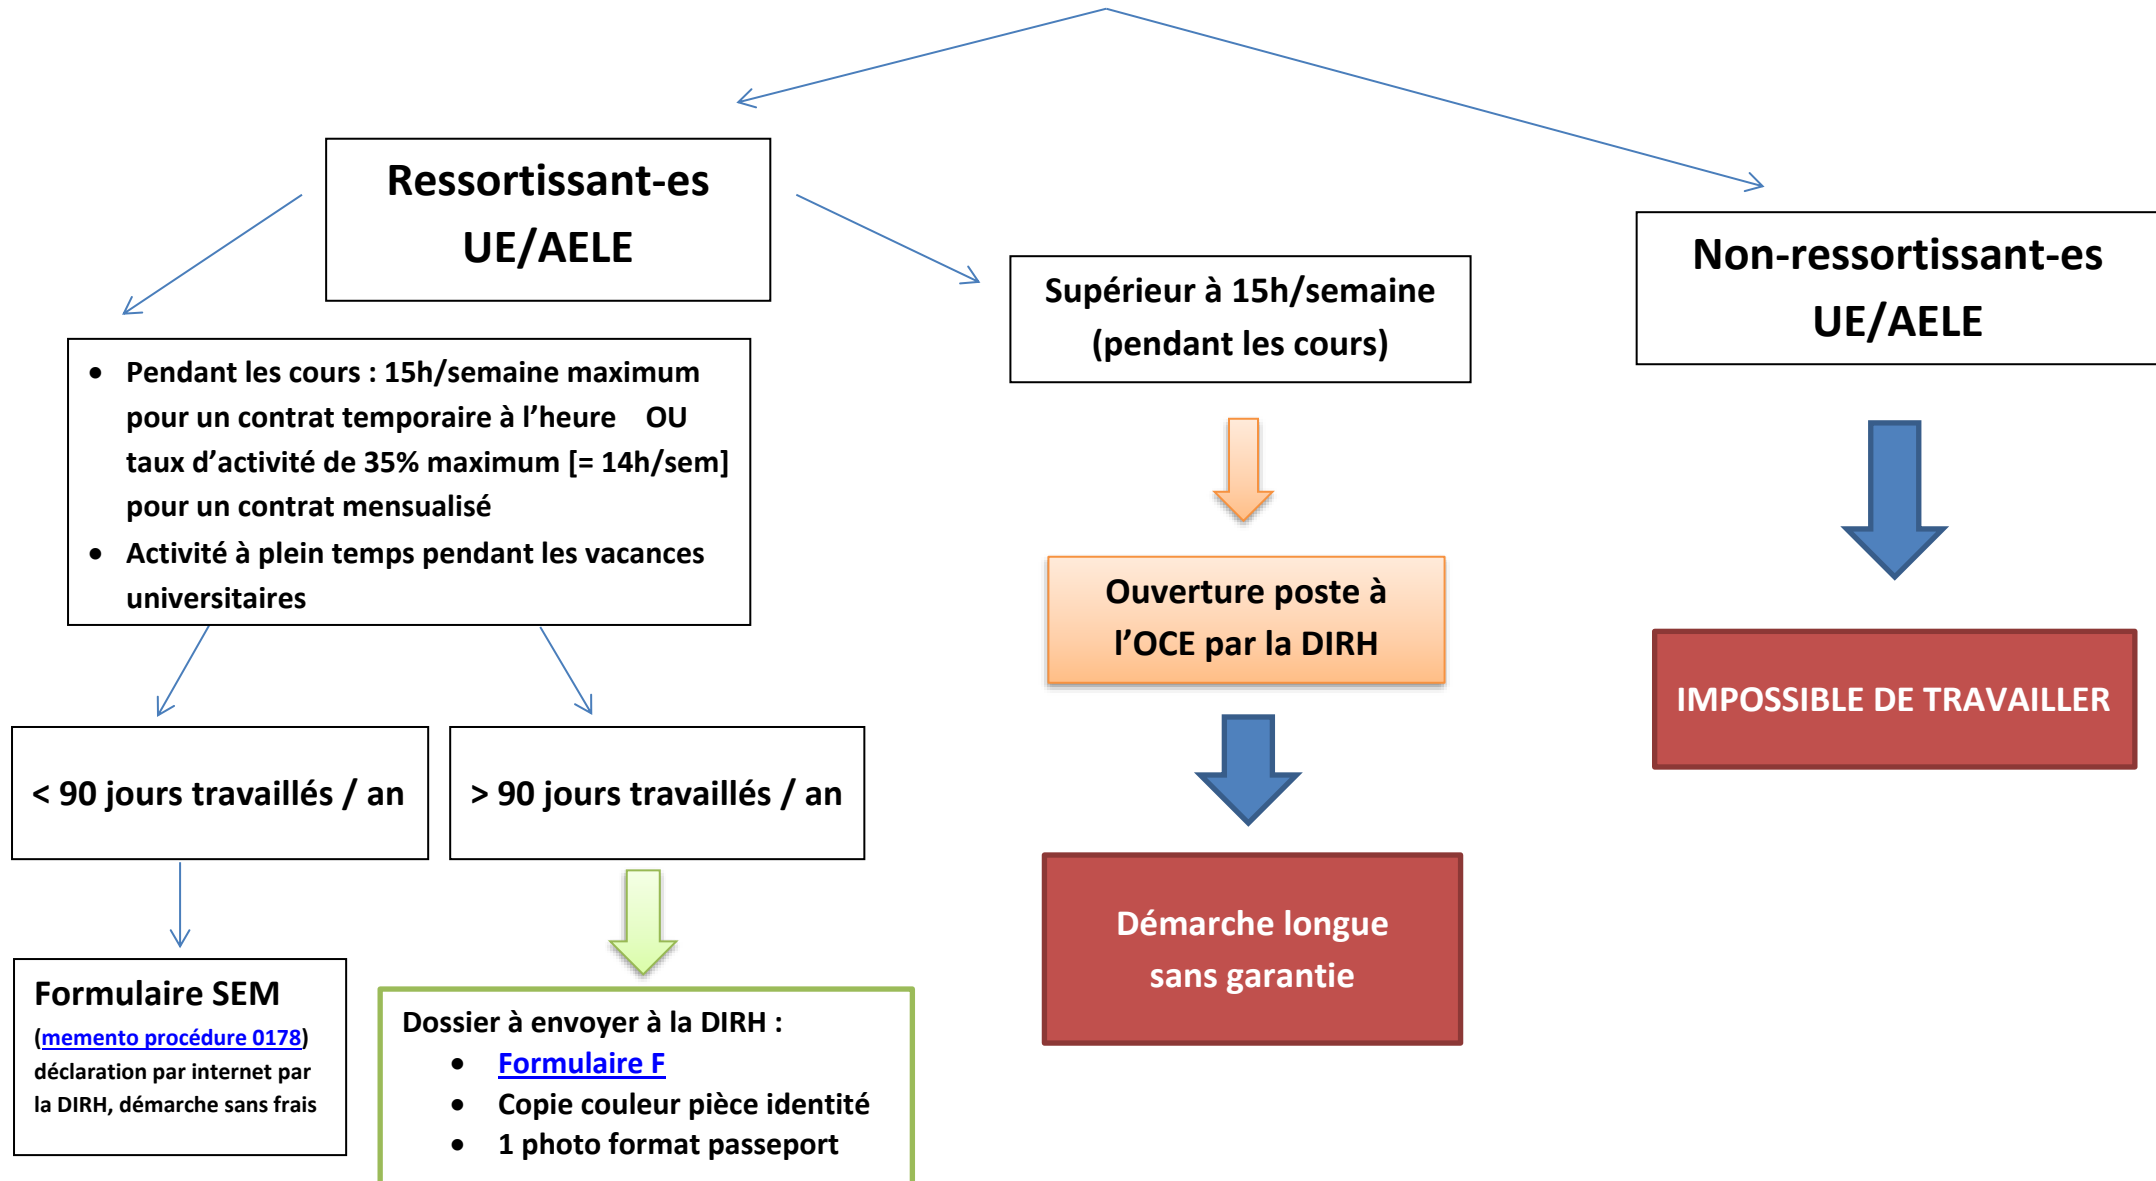 Ressortissant-es
UE/AELE
Non-ressortissant-es
UE/AELE
Supérieur à 15h/semaine
(pendant les cours)
• Pendant les cours : 15h/semaine maximum
pour un contrat temporaire à l’heure OU
taux d’activité de 35% maximum [= 14h/sem]
pour un contrat mensualisé
• Activité à plein temps pendant les vacances
universitaires
Ouverture poste à
l’OCE par la DIRH
IMPOSSIBLE DE TRAVAILLER
< 90 jours travaillés / an
> 90 jours travaillés / an
Démarche longue
sans garantie
Formulaire SEM
(memento procédure 0178)
déclaration par internet par
la DIRH, démarche sans frais
Dossier à envoyer à la DIRH :
• Formulaire F
• Copie couleur pièce identité
• 1 photo format passeport